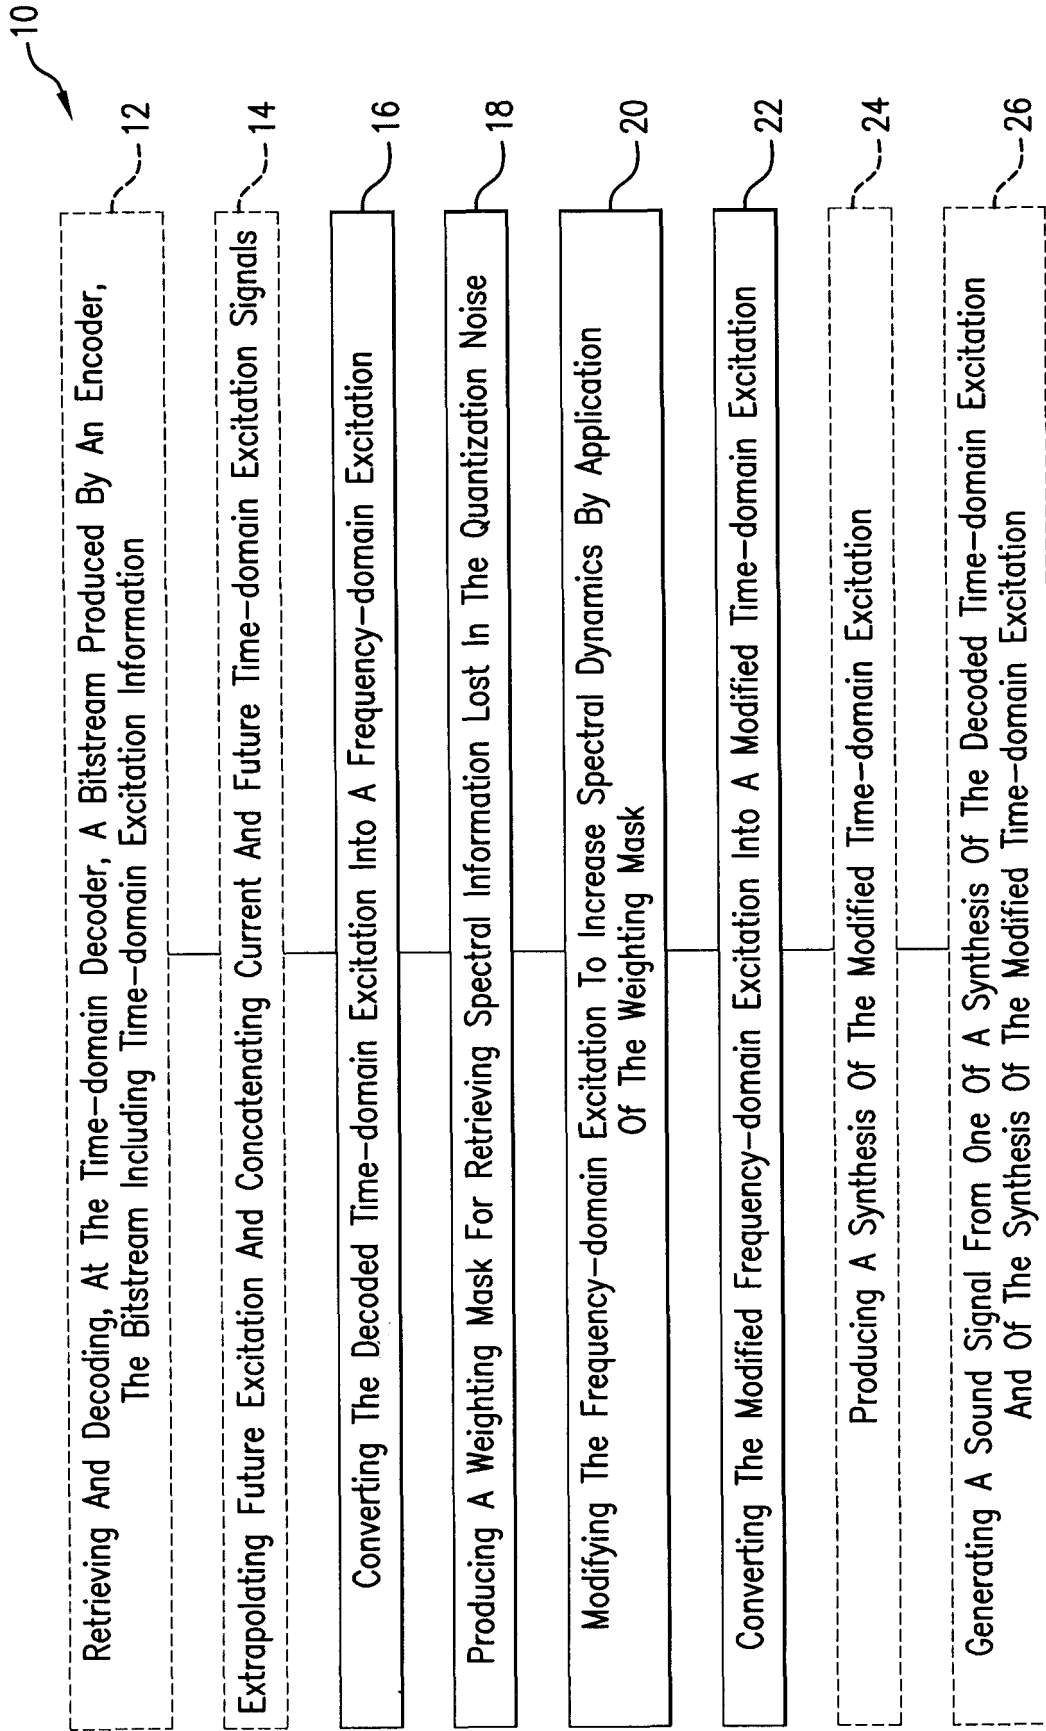 10
Retrieving And Decoding, At The Time-domain Decoder, A Bitstream Produced By An Encoder,
The Bitstream Including Time-domain Excitation Information
12
Extrapolating Future Excitation And Concatenating Current And Future Time-domain Excitation Signals
14
Converting The Decoded Time-domain Excitation Into A Frequency-domain Excitation
16
Producing A Weighting Mask For Retrieving Spectral Information Lost In The Quantization Noise
18
Modifying The Frequency-domain Excitation To Increase Spectral Dynamics By Application
Of The Weighting Mask
20
Converting The Modified Frequency-domain Excitation Into A Modified Time-domain Excitation
22
Producing A Synthesis Of The Modified Time-domain Excitation
24
Generating A Sound Signal From One Of A Synthesis Of The Decoded Time-domain Excitation
And Of The Synthesis Of The Modified Time-domain Excitation
26